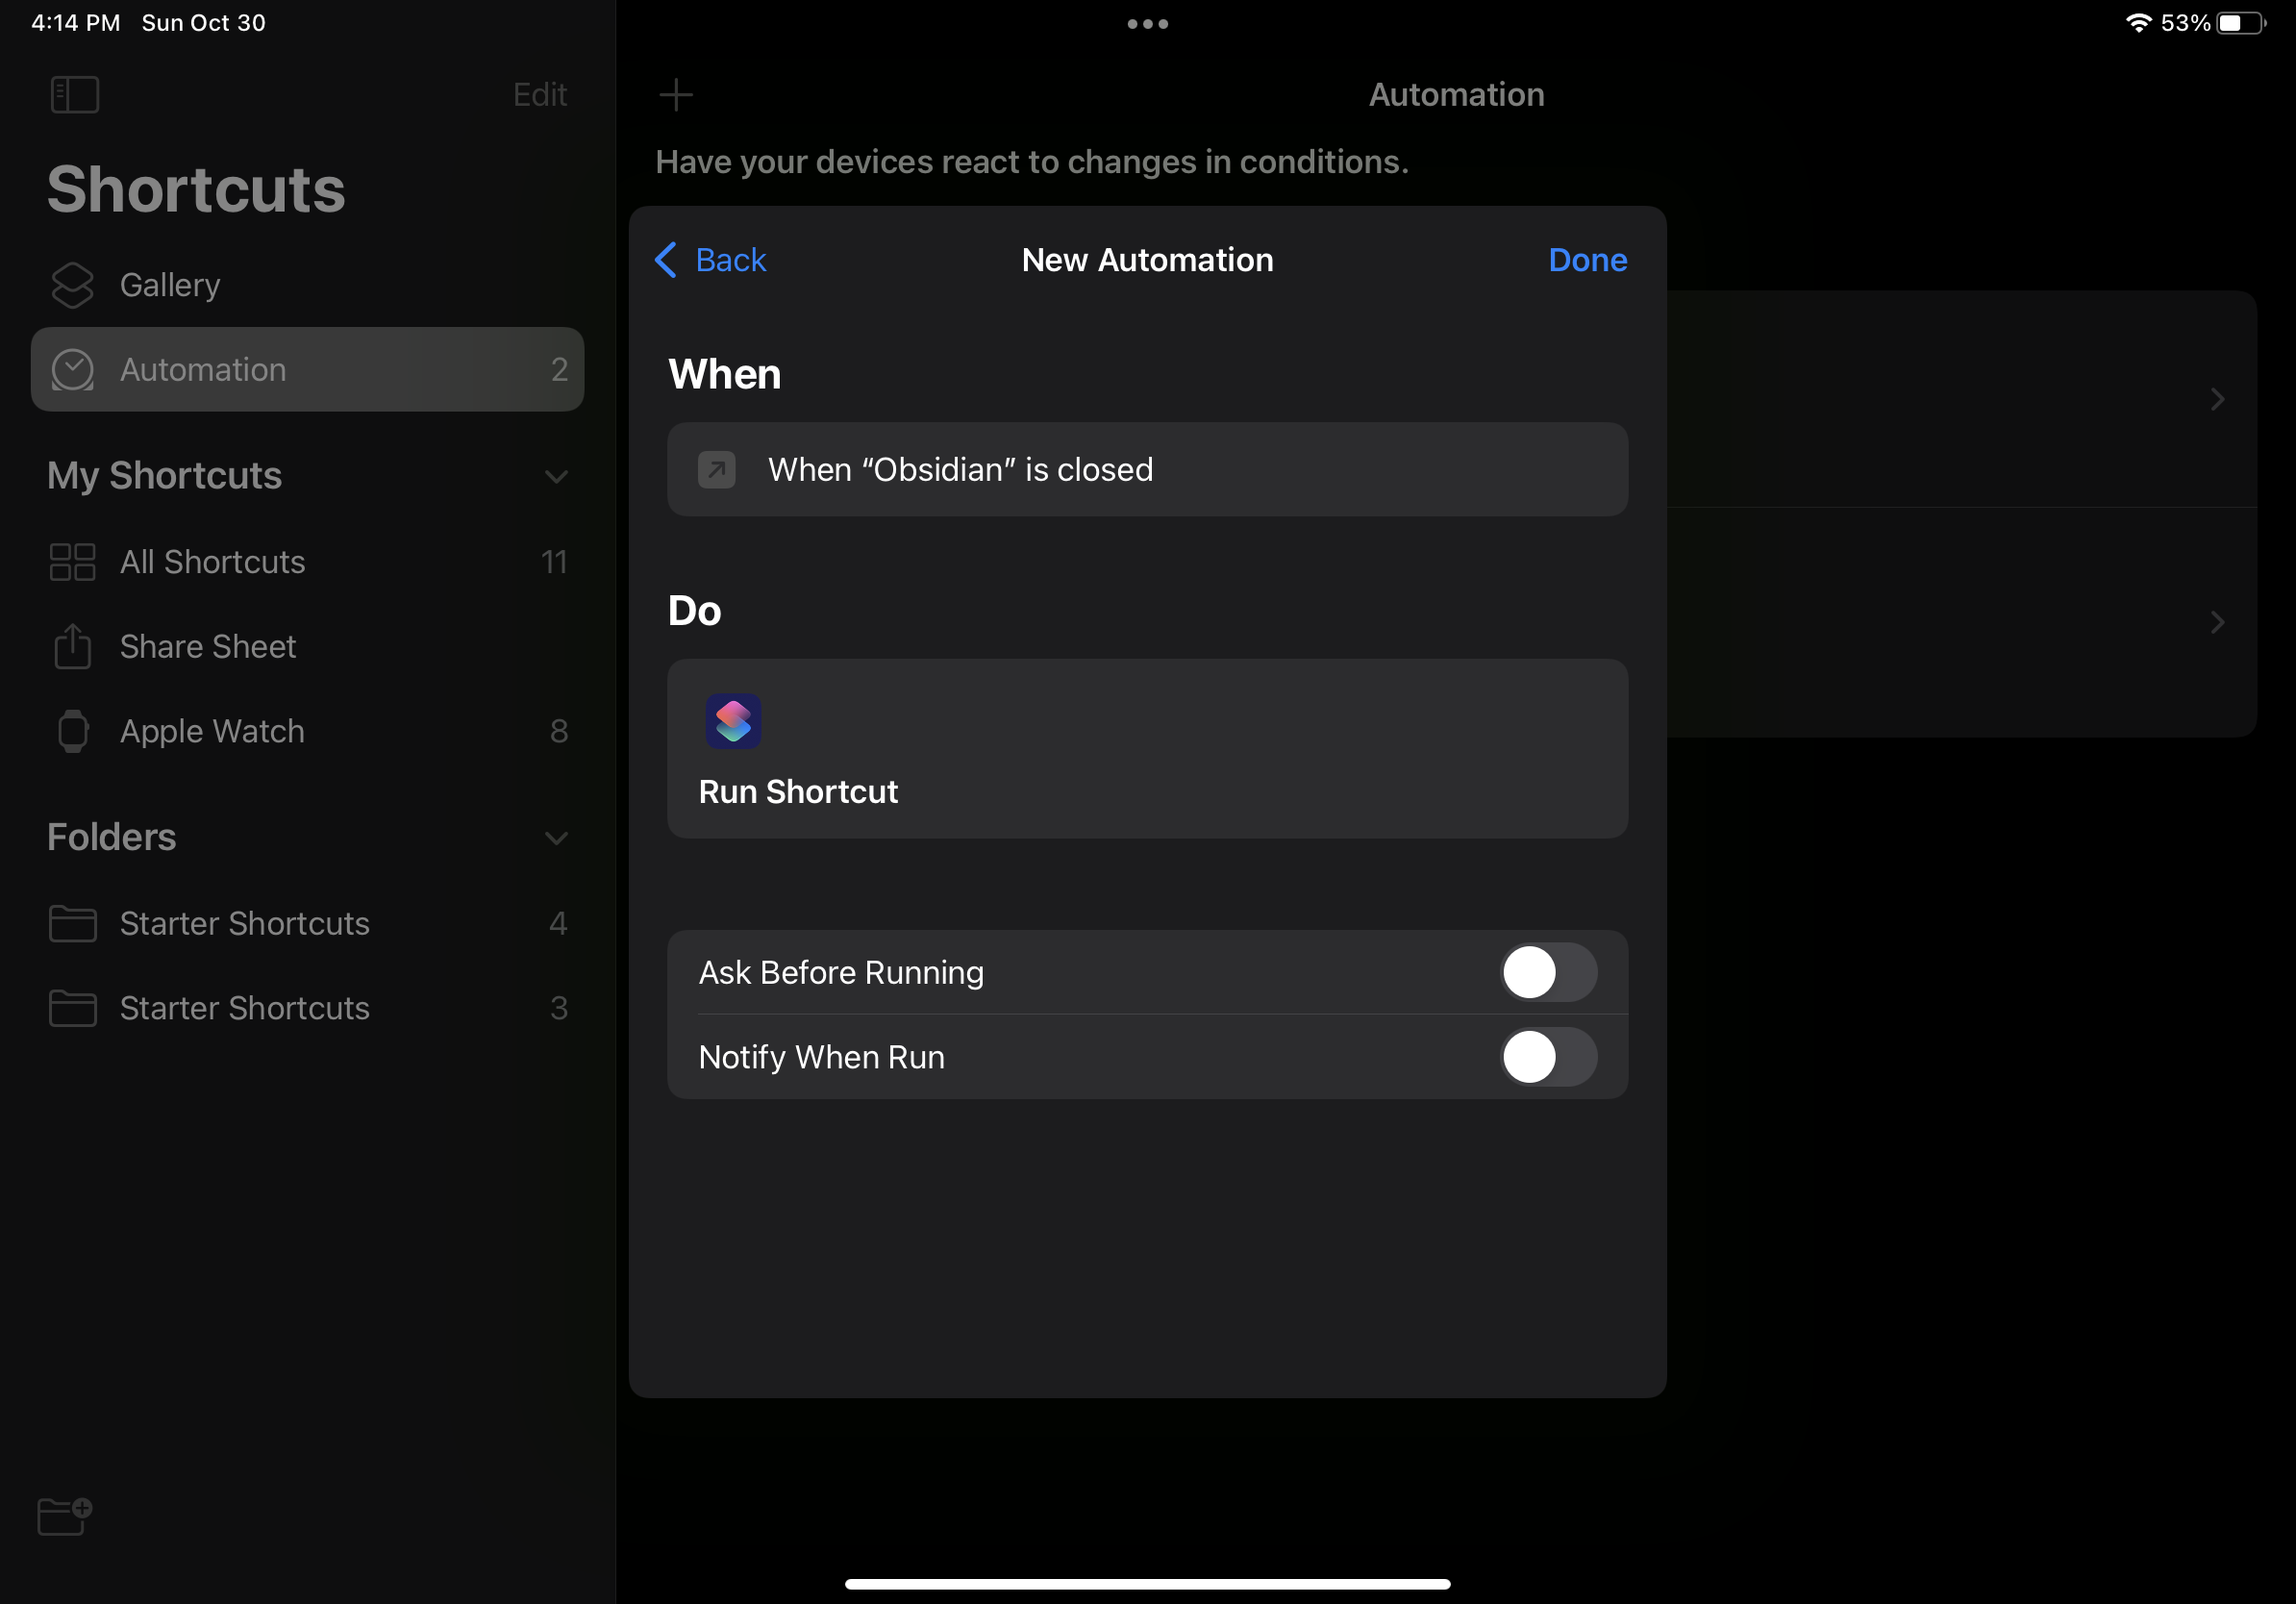 4:14 PM Sun Oct 30
53%
Edit
Shortcuts
Gallery
Automation 2
My Shortcuts
All Shortcuts 11
Share Sheet
Apple Watch 8
Folders
Starter Shortcuts 4
Starter Shortcuts 3
Automation
Have your devices react to changes in conditions.
Back New Automation Done
When
When “Obsidian” is closed
Do
Run Shortcut
Ask Before Running
Notify When Run